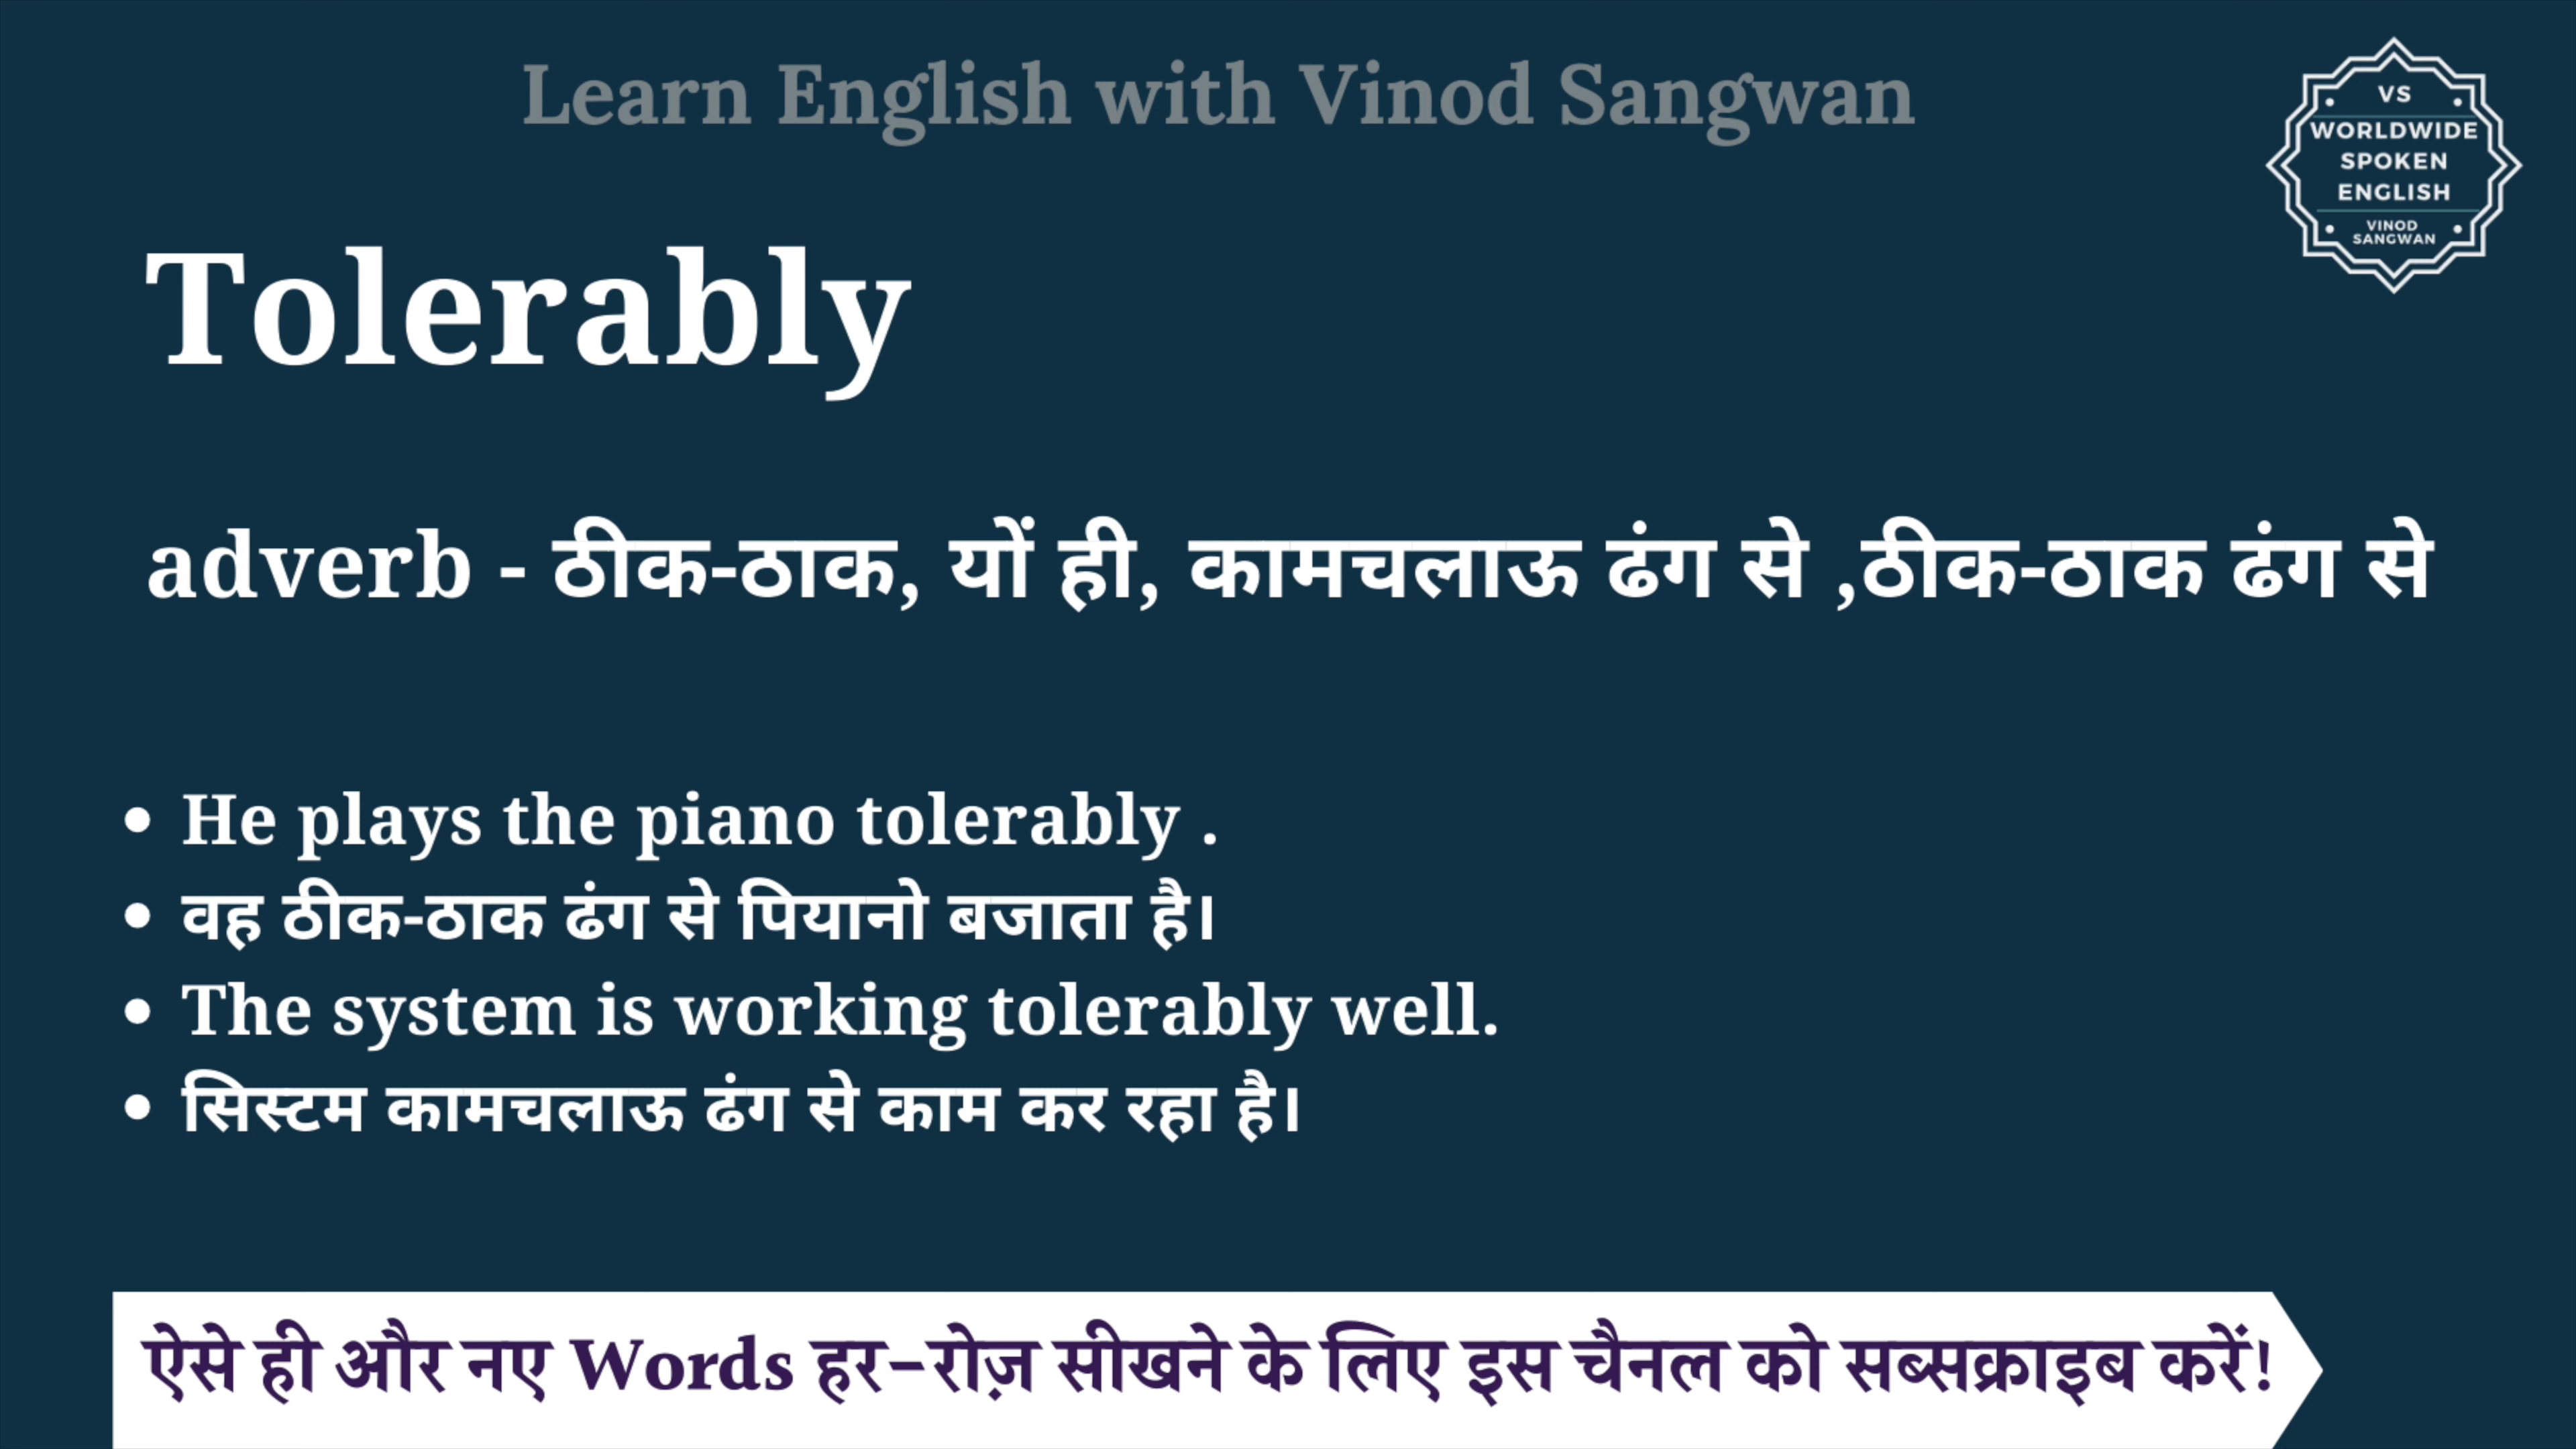 Learn English with Vinod Sangwan
VS
WORLDWIDE
SPOKEN
ENGLISH
VINOD
SANGWAN
Tolerably
adverb - ठीक-ठाक, यों ही, कामचलाऊ ढंग से ,ठीक-ठाक ढंग से
• He plays the piano tolerably .
• वह ठीक-ठाक ढंग से पियानो बजाता है।
• The system is working tolerably well.
• सिस्टम कामचलाऊ ढंग से काम कर रहा है।
ऐसे ही और नए Words हर-रोज़ सीखने के लिए इस चैनल को सब्सक्राइब करें!